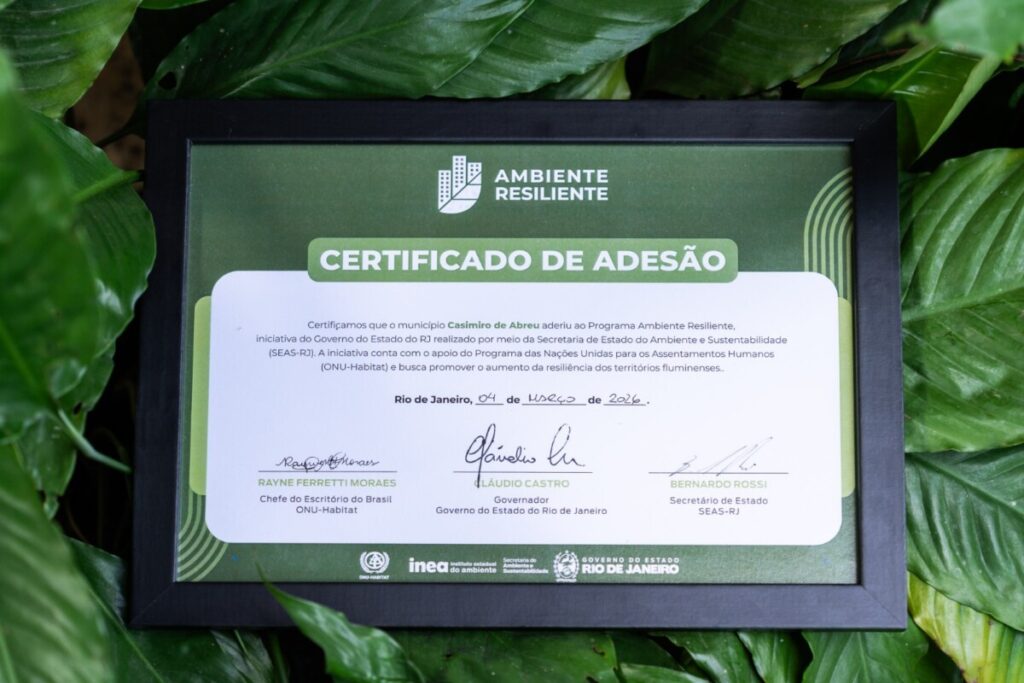 AMBIENTE
RESILIENTE
CERTIFICADO DE ADESÃO
Certificamos que o município Casimiro de Abreu aderiu ao Programa Ambiente Resiliente,
iniciativa do Governo do Estado do RJ realizado por meio da Secretaria de Estado do Ambiente e Sustentabilidade
(SEAS-RJ). A iniciativa conta com o apoio do Programa das Nações Unidas para os Assentamentos Humanos
(ONU-Habitat) e busca promover o aumento da resiliência dos territórios fluminenses..
Rio de Janeiro, 04 de MARÇO de 2026.
RAYNE FERRETTI MORAES
Chefe do Escritório do Brasil
ONU-Habitat
CLÁUDIO CASTRO
Governador
Governo do Estado do Rio de Janeiro
BERNARDO ROSSI
Secretário de Estado
SEAS-RJ
ONU-HABITAT
inea instituto estadual do ambiente
Secretaria de Ambiente e Sustentabilidade
GOVERNO DO ESTADO
RIO DE JANEIRO